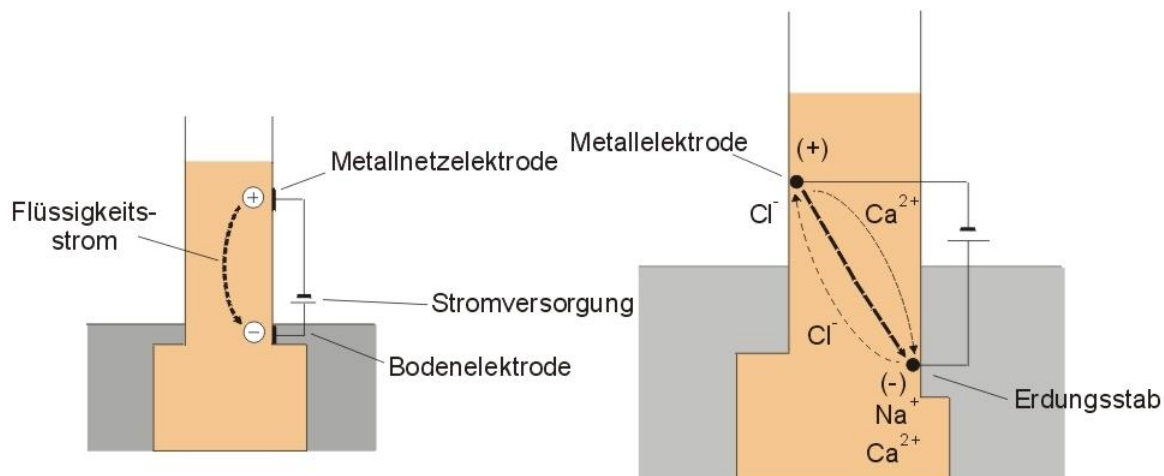 Metallnetzelektrode
Flüssigkeits-
strom
+
Stromversorgung
−
Bodenelektrode
Metallelektrode
(+)
Cl⁻
Ca²⁺
Cl⁻
(-)
Na⁺
Ca²⁺
Erdungsstab